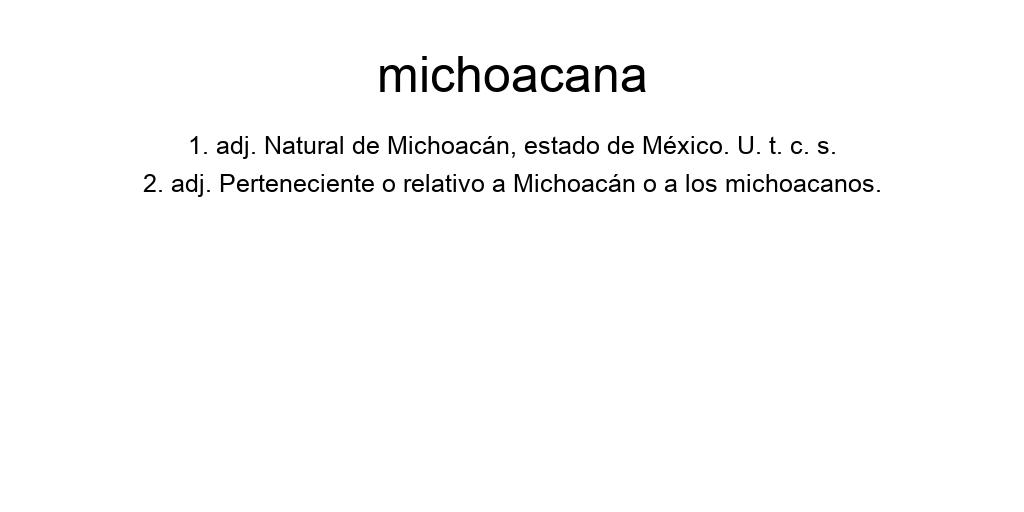 michoacana
1. adj. Natural de Michoacán, estado de México. U. t. c. s.
2. adj. Perteneciente o relativo a Michoacán o a los michoacanos.